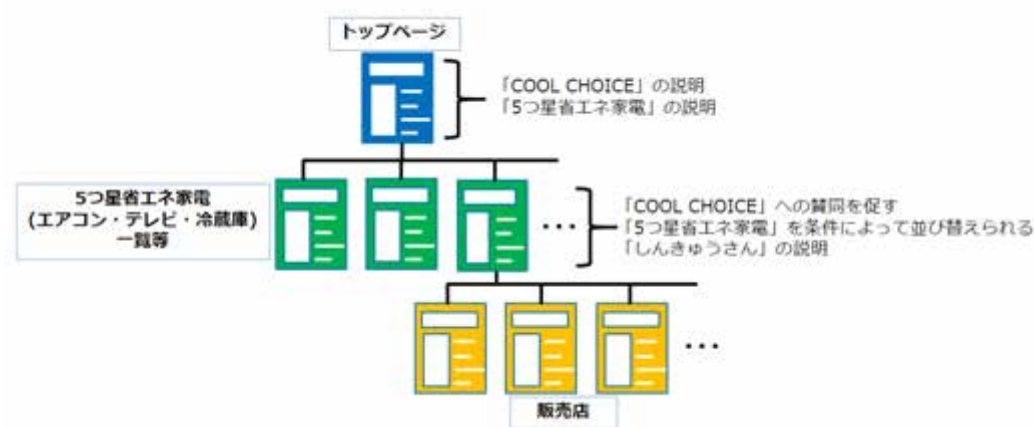 トップページ
「COOL CHOICE」の説明
「5つ星省エネ家電」の説明
5つ星省エネ家電
(エアコン・テレビ・冷蔵庫)
一覧等
・・・
「COOL CHOICE」への賛同を促す
「5つ星省エネ家電」を条件によって並び替えられる
「しんきゅうさん」の説明
・・・
販売店